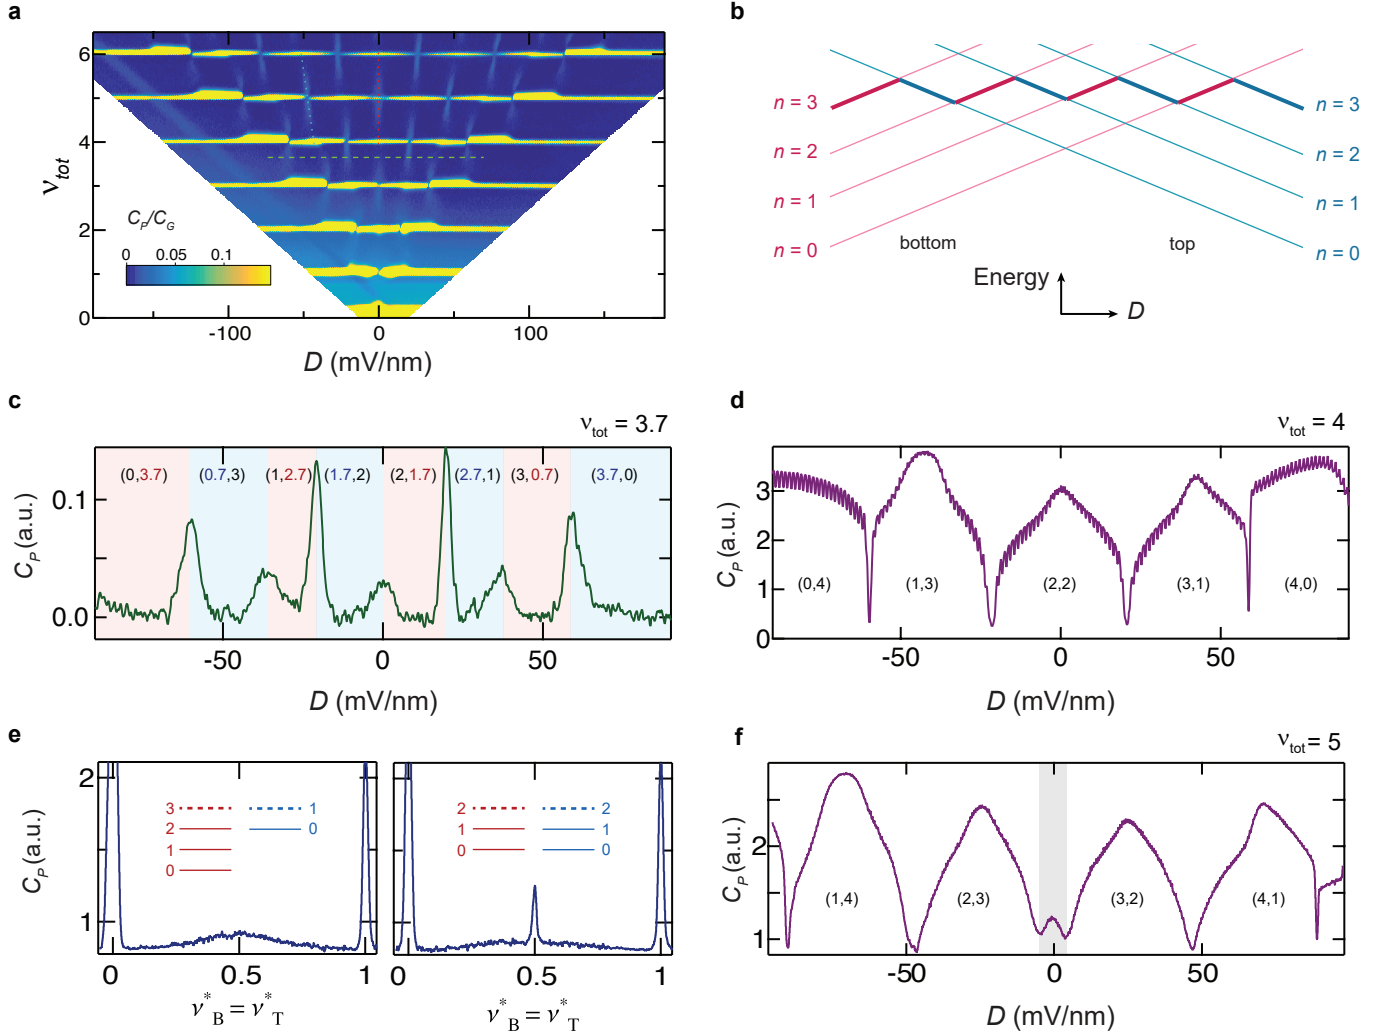 a
6
4
2
0
ν_tot
C_P/C_G
0 0.05 0.1
-100 0 100
D (mV/nm)
b
n = 3
n = 2
n = 1
n = 0
n = 3
n = 2
n = 1
n = 0
bottom
top
Energy
D
c
ν_tot = 3.7
(0,3.7) (0.7,3) (1,2.7) (1.7,2) (2,1.7) (2.7,1) (3,0.7) (3.7,0)
0.1
0.0
C_P (a.u.)
-50 0 50
D (mV/nm)
d
ν_tot = 4
3
2
1
0
C_P (a.u.)
(0,4) (1,3) (2,2) (3,1) (4,0)
-50 0 50
D (mV/nm)
e
2
1
C_P (a.u.)
3 1
2 0
1
0
0 0.5 1
ν*_B = ν*_T
2 2
1 1
0 0
0 0.5 1
ν*_B = ν*_T
f
ν_tot = 5
2
1
C_P (a.u.)
(1,4) (2,3) (3,2) (4,1)
-50 0 50
D (mV/nm)